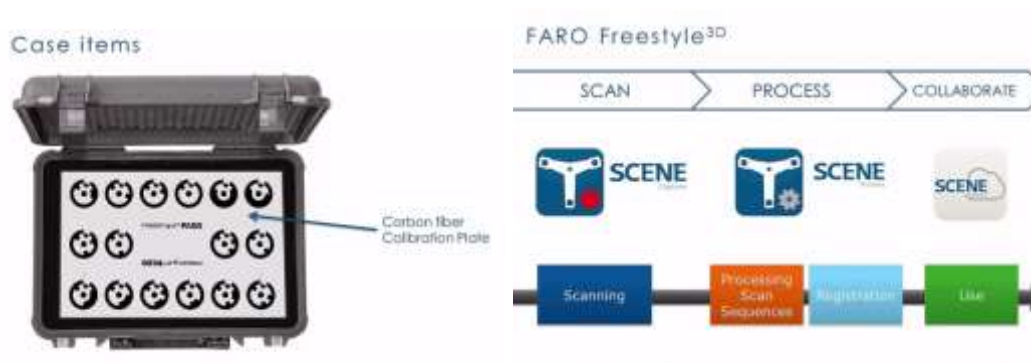 Case items
Carbon fiber
Calibration Plate
FARO Freestyle³ᴰ
SCAN
PROCESS
COLLABORATE
SCENE
SCENE
SCENE
Scanning
Processing
Scan
Sequences
Registration
Use